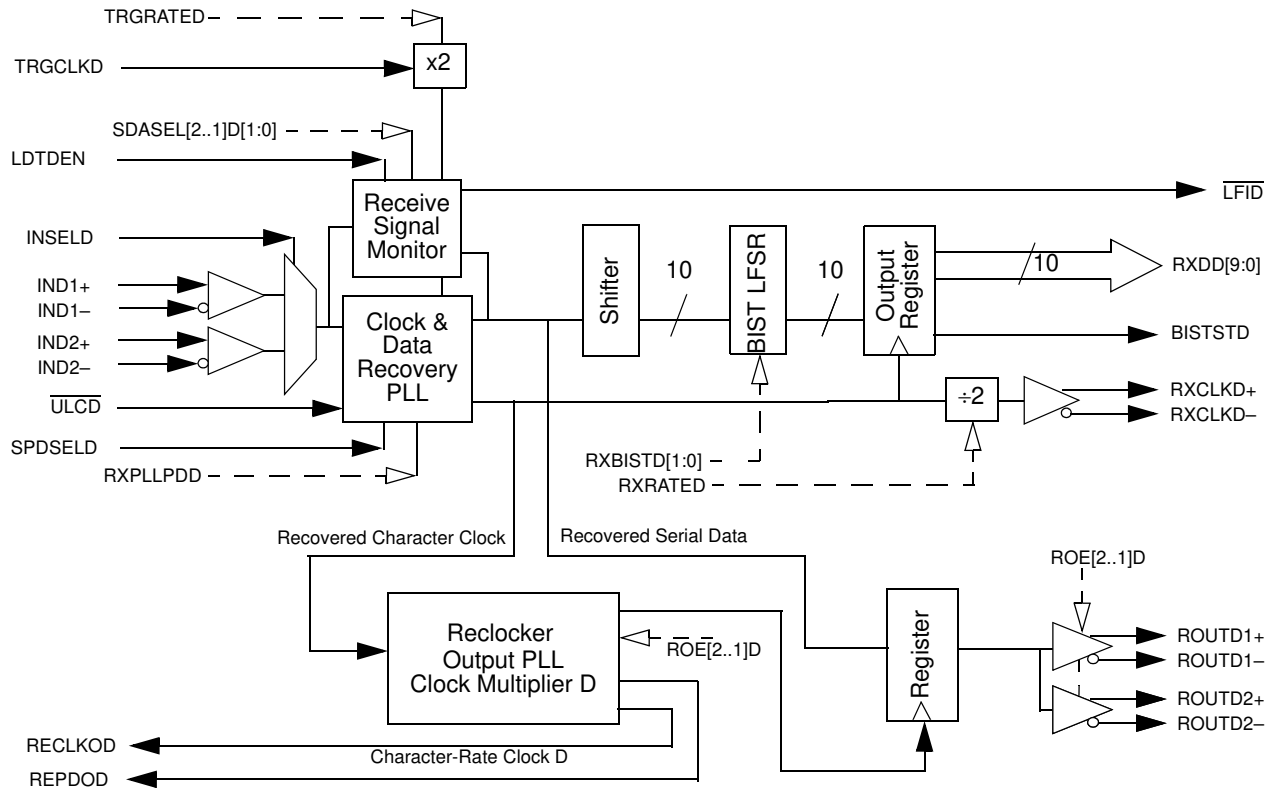 TRGRATED
TRGCLKD
x2
SDASEL[2..1]D[1:0]
LDTDEN
Receive
Signal
Monitor
LFID
INSELD
IND1+
IND1–
IND2+
IND2–
ULCD
SPDSELD
RXPLLPDD
Clock &
Data
Recovery
PLL
Shifter
10
BIST LFSR
10
Output
Register
10
RXDD[9:0]
BISTSTD
÷2
RXCLKD+
RXCLKD–
RXBISTD[1:0]
RXRATED
Recovered Character Clock
Recovered Serial Data
Reclocker
Output PLL
Clock Multiplier D
ROE[2..1]D
Register
ROE[2..1]D
ROUTD1+
ROUTD1–
ROUTD2+
ROUTD2–
RECLKOD
Character-Rate Clock D
REPDOD